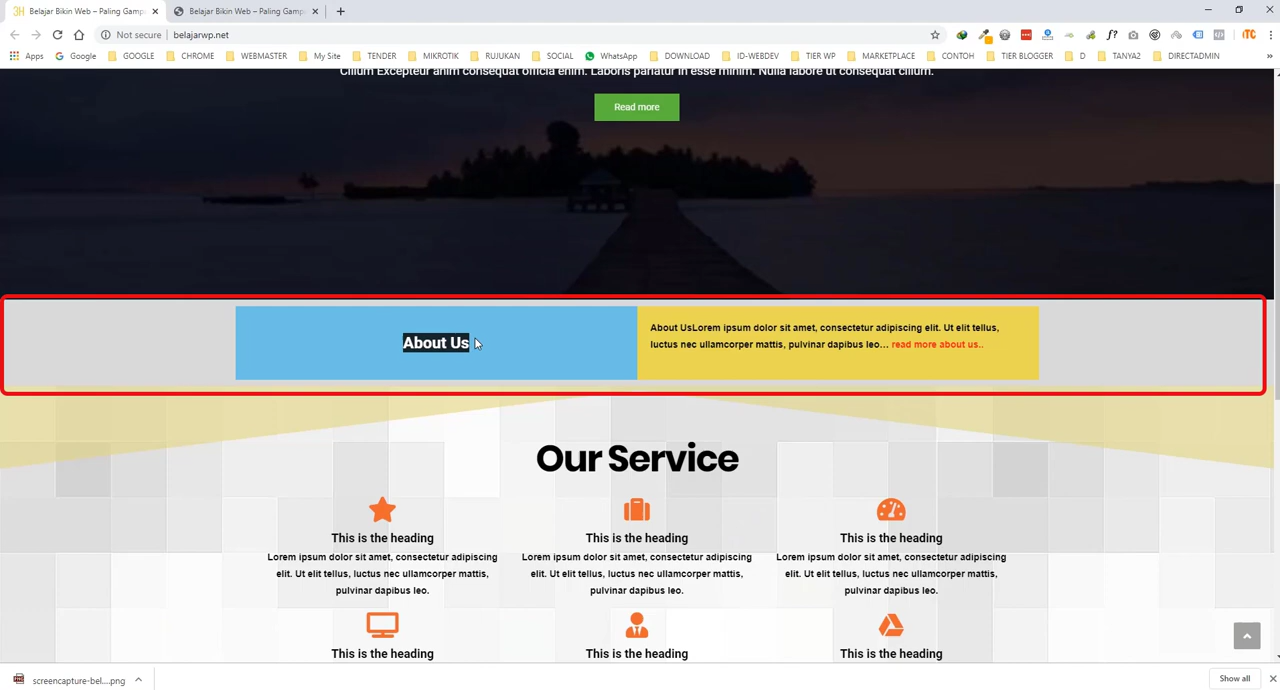 Belajar Bikin Web – Paling Gamp
Belajar Bikin Web – Paling Gamp
Not secure
belajarwp.net
Apps
Google
GOOGLE
CHROME
WEBMASTER
My Site
TENDER
MIKROTIK
RUJUKAN
SOCIAL
WhatsApp
DOWNLOAD
ID-WEBDEV
TIER WP
MARKETPLACE
CONTOH
TIER BLOGGER
D
TANYA2
DIRECTADMIN
»
Cillum Excepteur anim consequat officia enim. Laboris pariatur in esse minim. Nulla labore ut consequat cillum.
Read more
About Us
About UsLorem ipsum dolor sit amet, consectetur adipiscing elit. Ut elit tellus,
luctus nec ullamcorper mattis, pulvinar dapibus leo… read more about us..
Our Service
This is the heading
Lorem ipsum dolor sit amet, consectetur adipiscing
elit. Ut elit tellus, luctus nec ullamcorper mattis,
pulvinar dapibus leo.
This is the heading
Lorem ipsum dolor sit amet, consectetur adipiscing
elit. Ut elit tellus, luctus nec ullamcorper mattis,
pulvinar dapibus leo.
This is the heading
Lorem ipsum dolor sit amet, consectetur adipiscing
elit. Ut elit tellus, luctus nec ullamcorper mattis,
pulvinar dapibus leo.
This is the heading
This is the heading
This is the heading
screencapture-bel....png
Show all